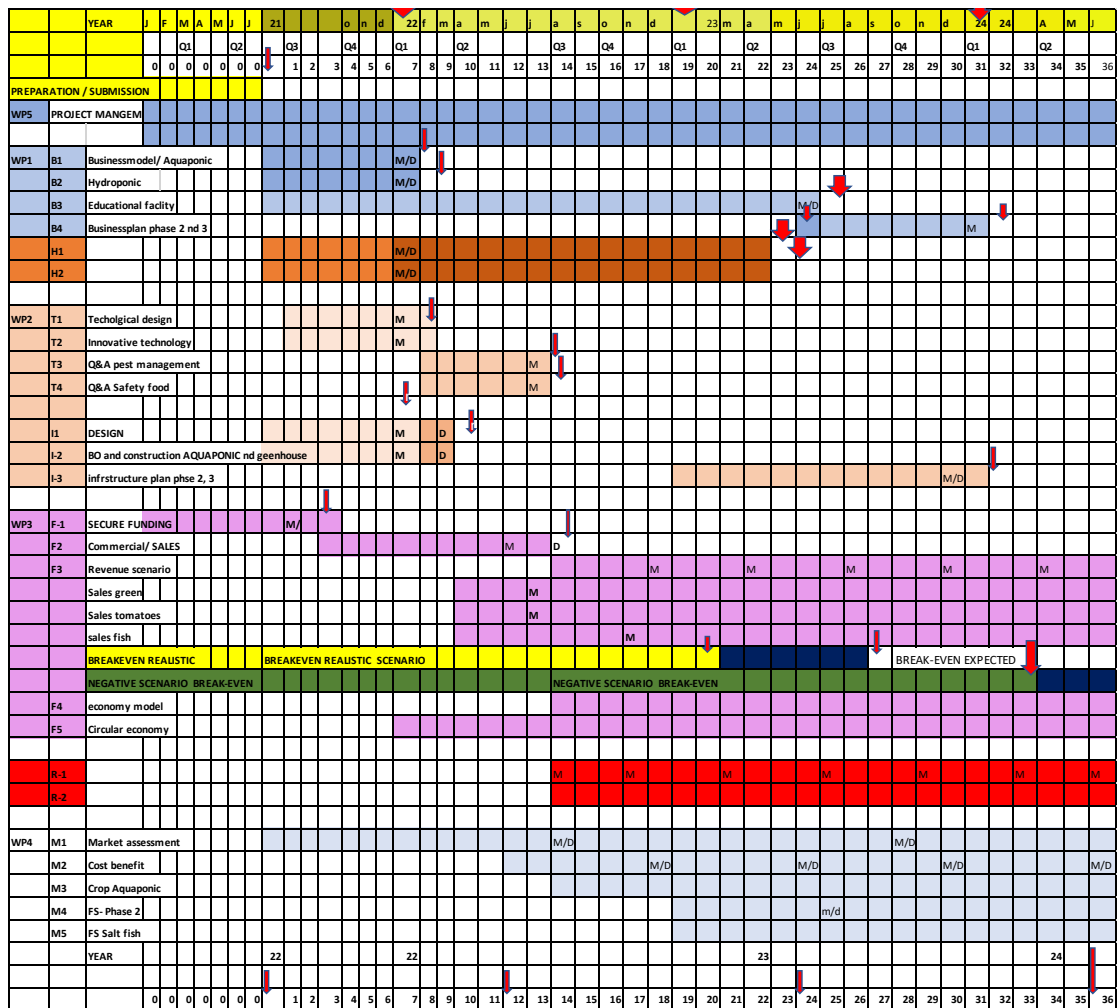 YEAR J F M A M J J 21 o n d 22 f m a m j j a s o n d 23 m a m j j a s o n d 24 24 A M J
Q1 Q2 Q3 Q4 Q1 Q2 Q3 Q4 Q1 Q2 Q3 Q4 Q1 Q2
0 0 0 0 0 0 0 1 2 3 4 5 6 7 8 9 10 11 12 13 14 15 16 17 18 19 20 21 22 23 24 25 26 27 28 29 30 31 32 33 34 35 36
PREPARATION / SUBMISSION
WP5 PROJECT MANGEM
WP1 B1 Businessmodel/ Aquaponic M/D
B2 Hydroponic M/D
B3 Educational facilty M/D
B4 Businessplan phase 2 nd 3 M
H1 M/D
H2 M/D
WP2 T1 Techolgical design M
T2 Innovative technology M
T3 Q&A pest management M
T4 Q&A Safety food M
I1 DESIGN M D
I-2 BO and construction AQUAPONIC nd geenhouse M D
I-3 infrstructure plan phse 2, 3 M/D
WP3 F-1 SECURE FUNDING M/
F2 Commercial/ SALES M D
F3 Revenue scenario M M M M M
Sales green M
Sales tomatoes M
sales fish M
BREAKEVEN REALISTIC BREAKEVEN REALISTIC SCENARIO BREAK-EVEN EXPECTED
NEGATIVE SCENARIO BREAK-EVEN NEGATIVE SCENARIO BREAK-EVEN
F4 economy model
F5 Circular economy
R-1 M M M M M M M
R-2
WP4 M1 Market assessment M/D M/D
M2 Cost benefit M/D M/D M/D M/D
M3 Crop Aquaponic
M4 FS- Phase 2 m/d
M5 FS Salt fish
YEAR 22 22 23 24
0 0 0 0 0 0 0 1 2 3 4 5 6 7 8 9 10 11 12 13 14 15 16 17 18 19 20 21 22 23 24 25 26 27 28 29 30 31 32 33 34 35 36